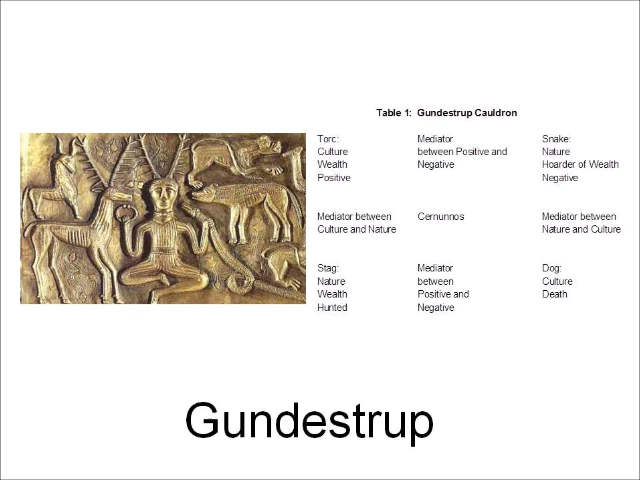 Table 1: Gundestrup Cauldron
Torc: Mediator Snake:
Culture between Positive and Nature
Wealth Negative Hoarder of Wealth
Positive Negative
Mediator between Cernunnos Mediator between
Culture and Nature Nature and Culture
Stag: Mediator Dog:
Nature between Culture
Wealth Positive and Death
Hunted Negative
Gundestrup